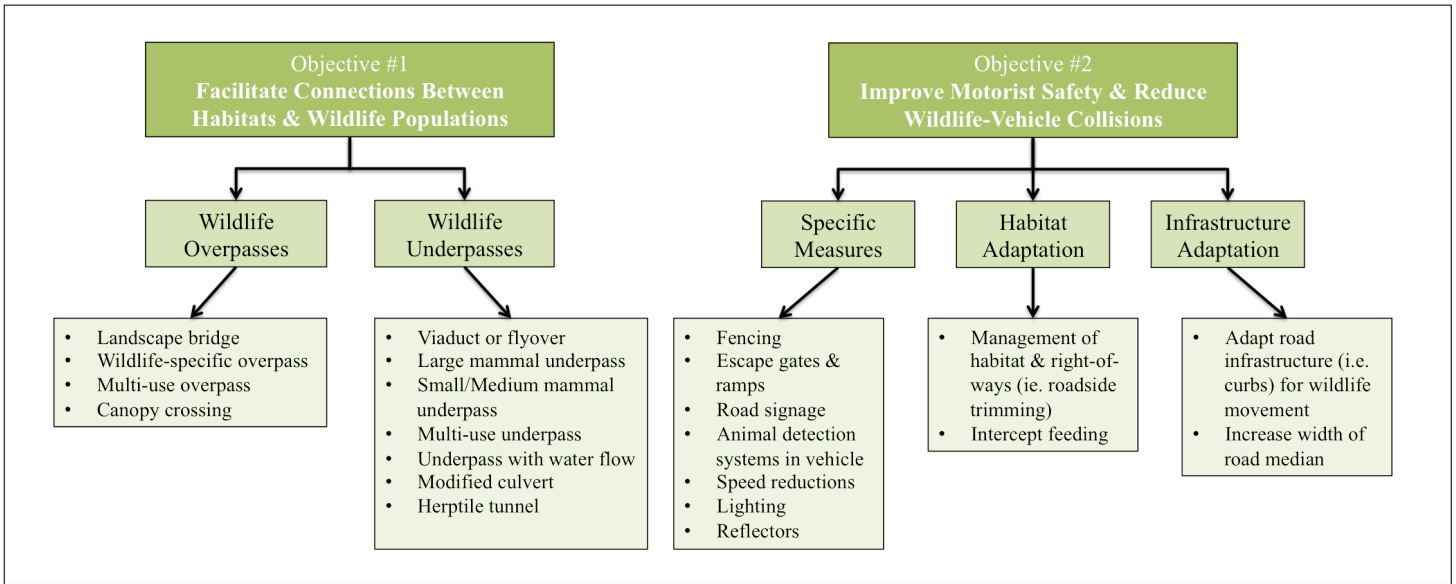 Objective #1
Facilitate Connections Between
Habitats & Wildlife Populations
Objective #2
Improve Motorist Safety & Reduce
Wildlife-Vehicle Collisions
Wildlife
Overpasses
Wildlife
Underpasses
Specific
Measures
Habitat
Adaptation
Infrastructure
Adaptation
• Landscape bridge
• Wildlife-specific overpass
• Multi-use overpass
• Canopy crossing
• Viaduct or flyover
• Large mammal underpass
• Small/Medium mammal
underpass
• Multi-use underpass
• Underpass with water flow
• Modified culvert
• Herptile tunnel
• Fencing
• Escape gates &
ramps
• Road signage
• Animal detection
systems in vehicle
• Speed reductions
• Lighting
• Reflectors
• Management of
habitat & right-of-
ways (ie. roadside
trimming)
• Intercept feeding
• Adapt road
infrastructure (i.e.
curbs) for wildlife
movement
• Increase width of
road median